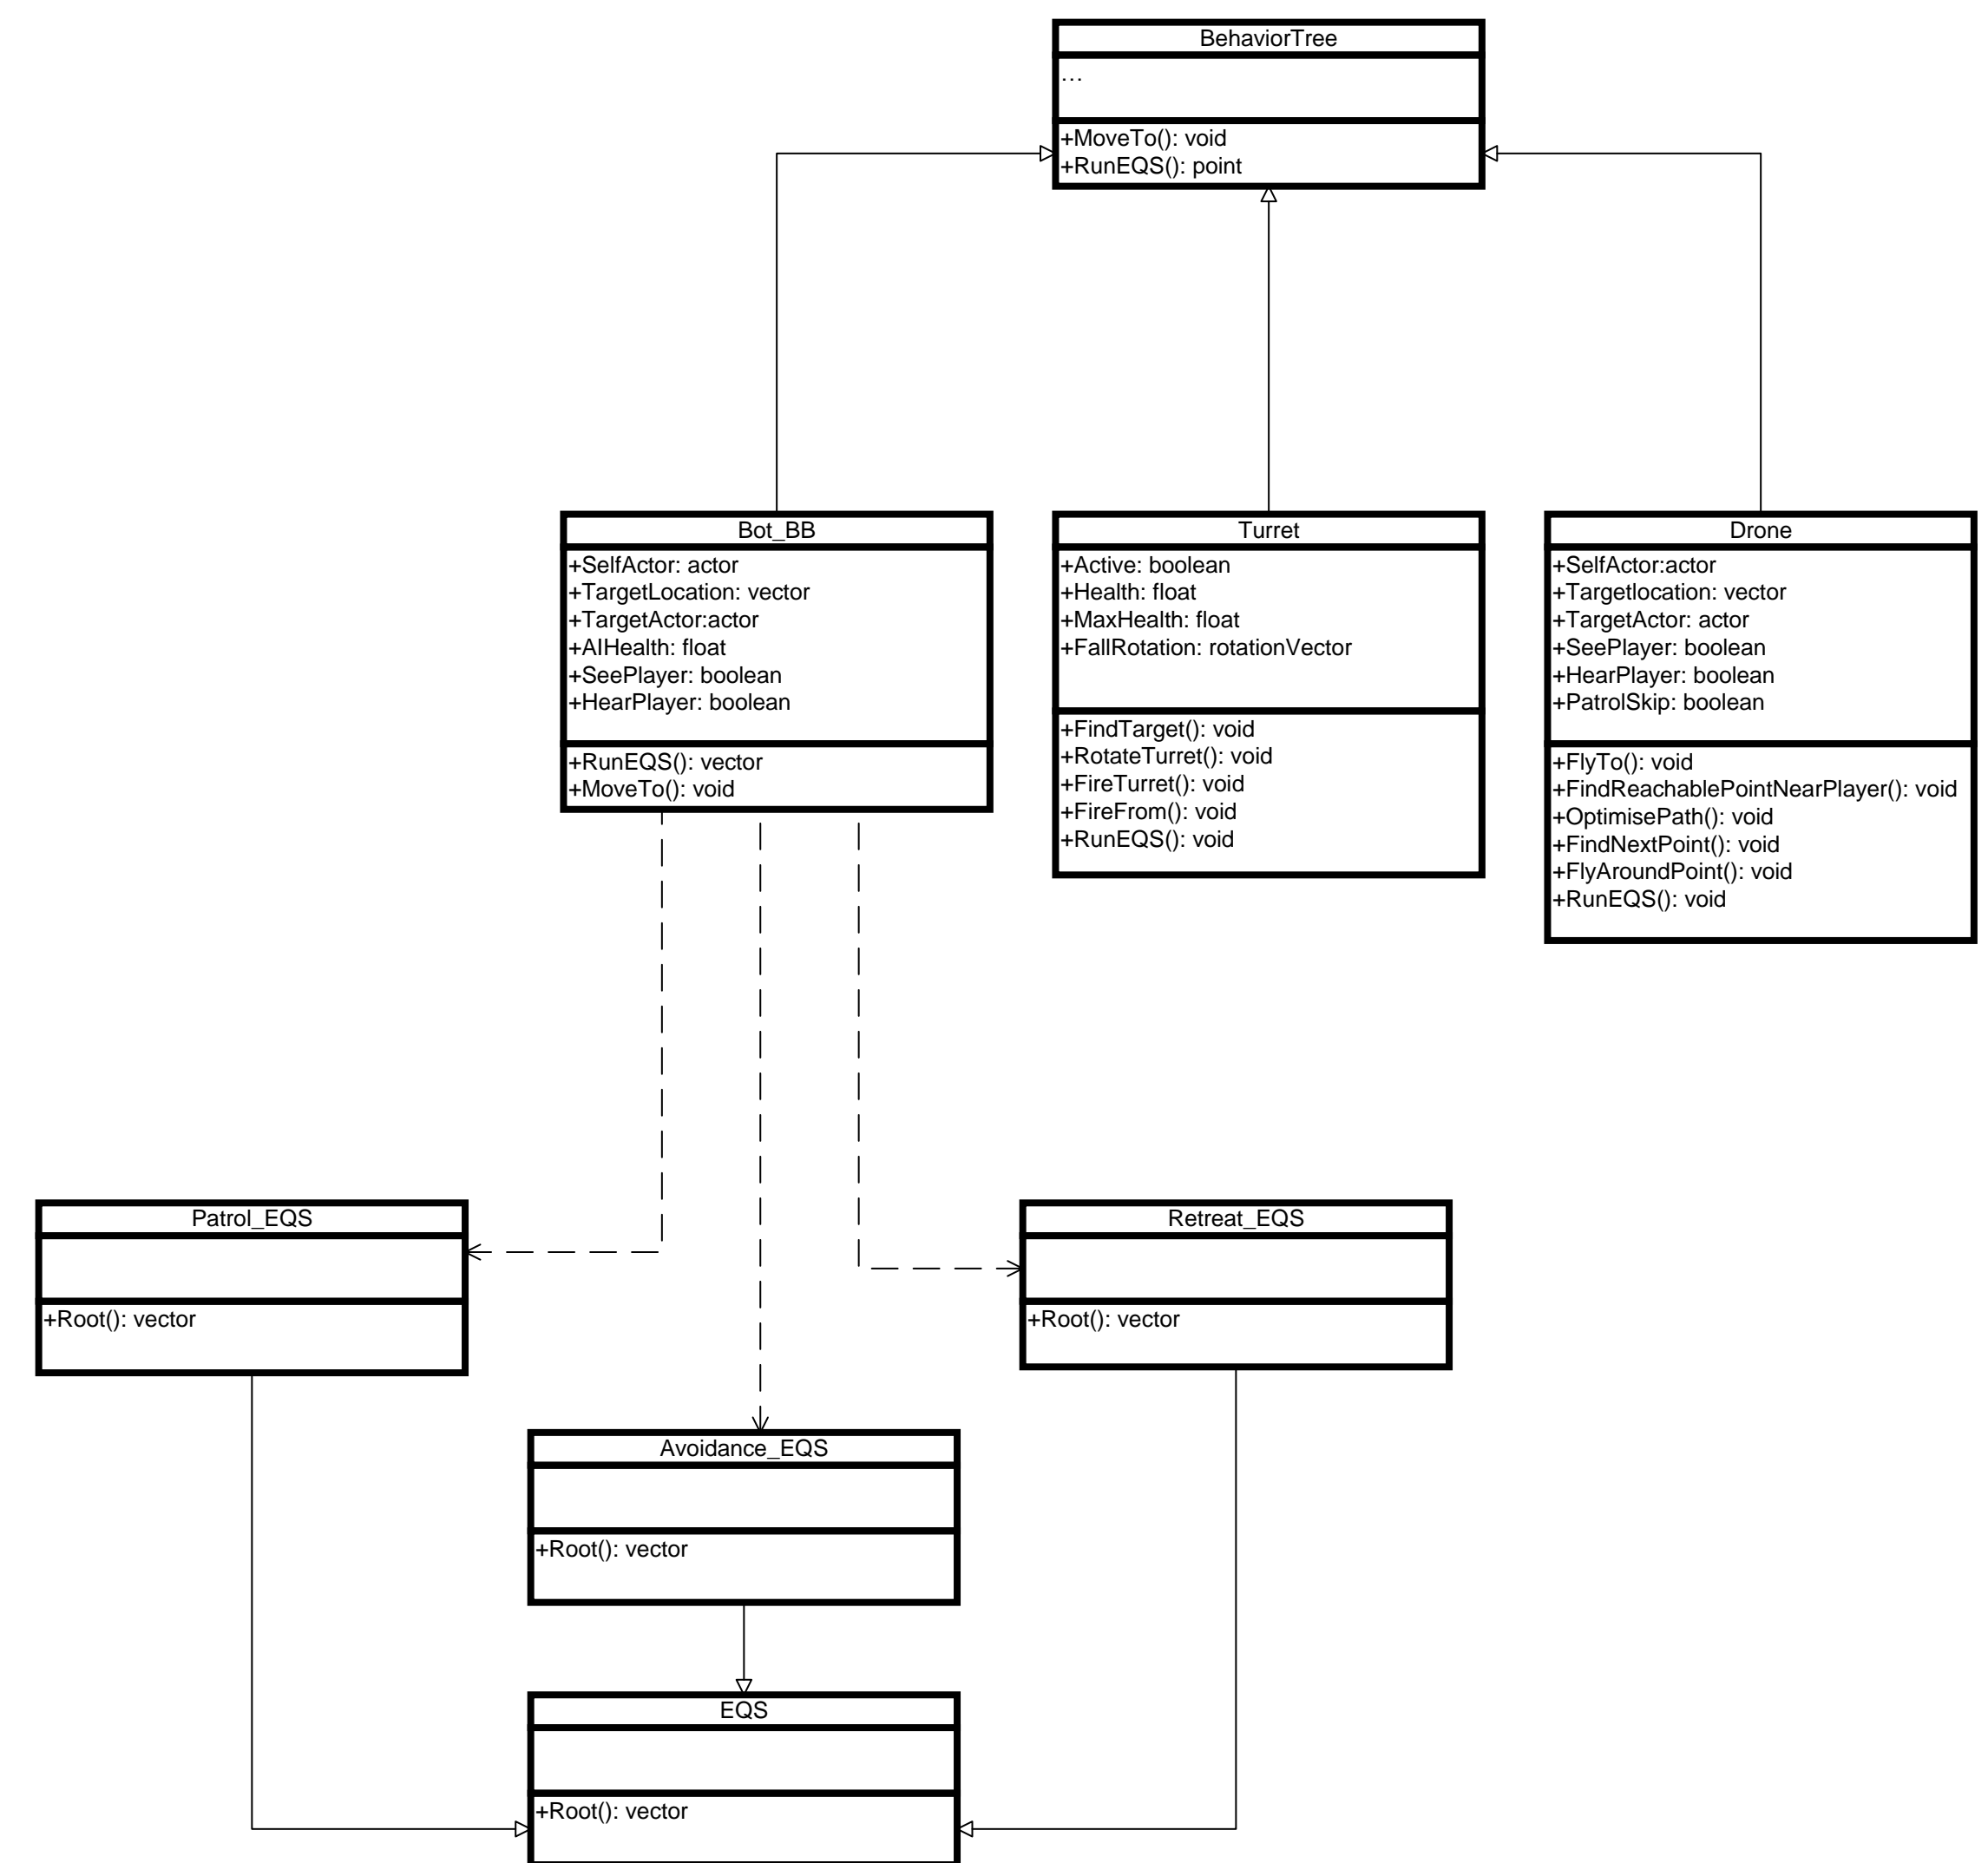 BehaviorTree
...
+MoveTo(): void
+RunEQS(): point
Bot_BB
+SelfActor: actor
+TargetLocation: vector
+TargetActor:actor
+AIHealth: float
+SeePlayer: boolean
+HearPlayer: boolean
+RunEQS(): vector
+MoveTo(): void
Turret
+Active: boolean
+Health: float
+MaxHealth: float
+FallRotation: rotationVector
+FindTarget(): void
+RotateTurret(): void
+FireTurret(): void
+FireFrom(): void
+RunEQS(): void
Drone
+SelfActor:actor
+Targetlocation: vector
+TargetActor: actor
+SeePlayer: boolean
+HearPlayer: boolean
+PatrolSkip: boolean
+FlyTo(): void
+FindReachablePointNearPlayer(): void
+OptimisePath(): void
+FindNextPoint(): void
+FlyAroundPoint(): void
+RunEQS(): void
Patrol_EQS
+Root(): vector
Retreat_EQS
+Root(): vector
Avoidance_EQS
+Root(): vector
EQS
+Root(): vector